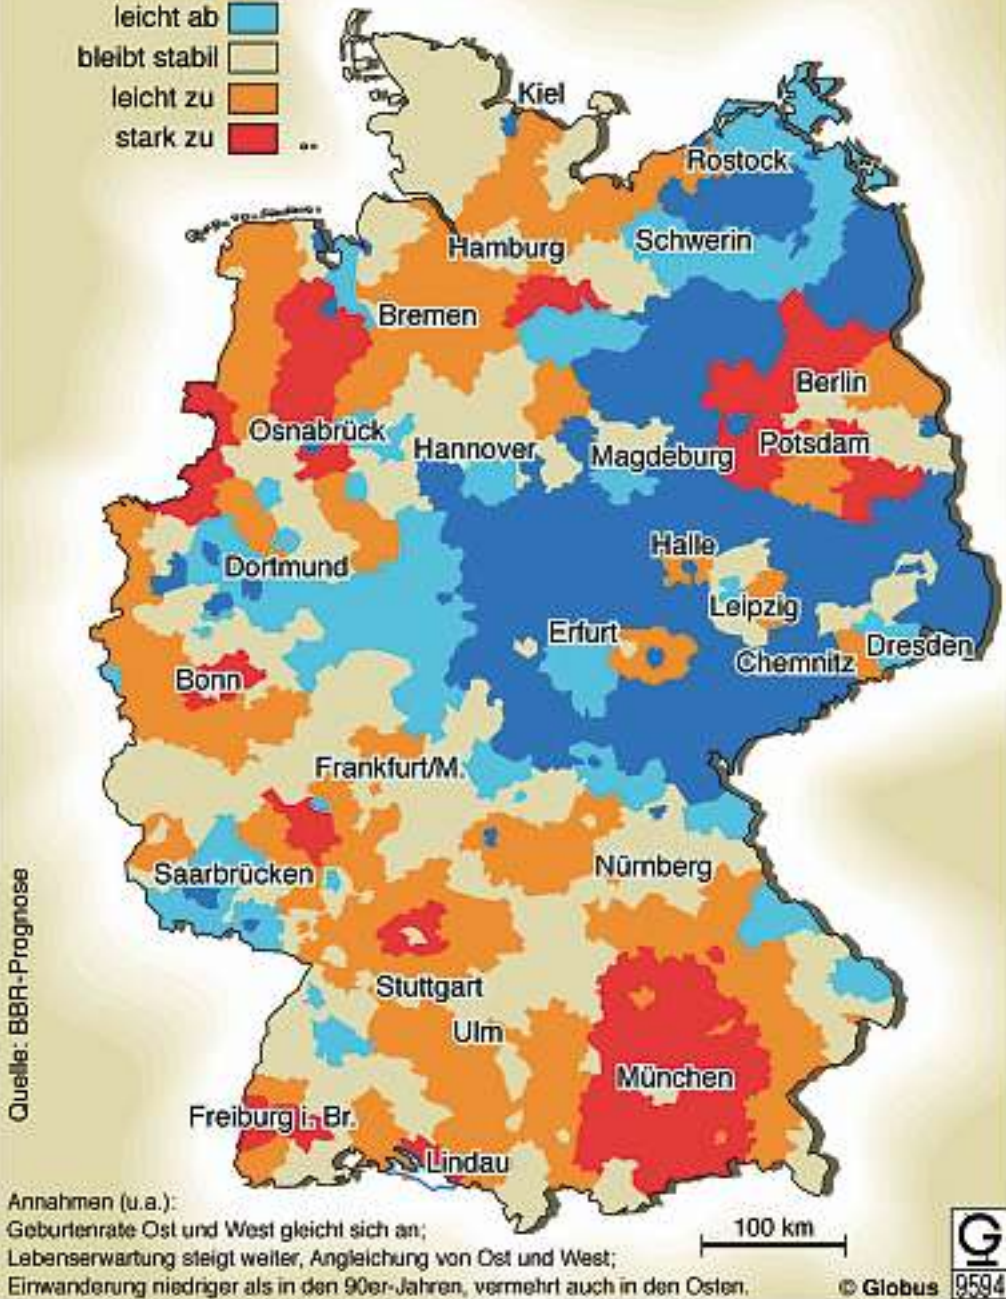 leicht ab
bleibt stabil
leicht zu
stark zu
Kiel
Rostock
Hamburg
Schwerin
Bremen
Berlin
Osnabrück
Hannover
Magdeburg
Potsdam
Dortmund
Halle
Leipzig
Erfurt
Dresden
Chemnitz
Bonn
Frankfurt/M.
Saarbrücken
Nürnberg
Stuttgart
Ulm
München
Freiburg i. Br.
Lindau
Quelle: BBR-Prognose
Annahmen (u.a.):
Geburtenrate Ost und West gleicht sich an;
Lebenserwartung steigt weiter, Angleichung von Ost und West;
Einwanderung niedriger als in den 90er-Jahren, vermehrt auch in den Osten.
100 km
© Globus
G
9594